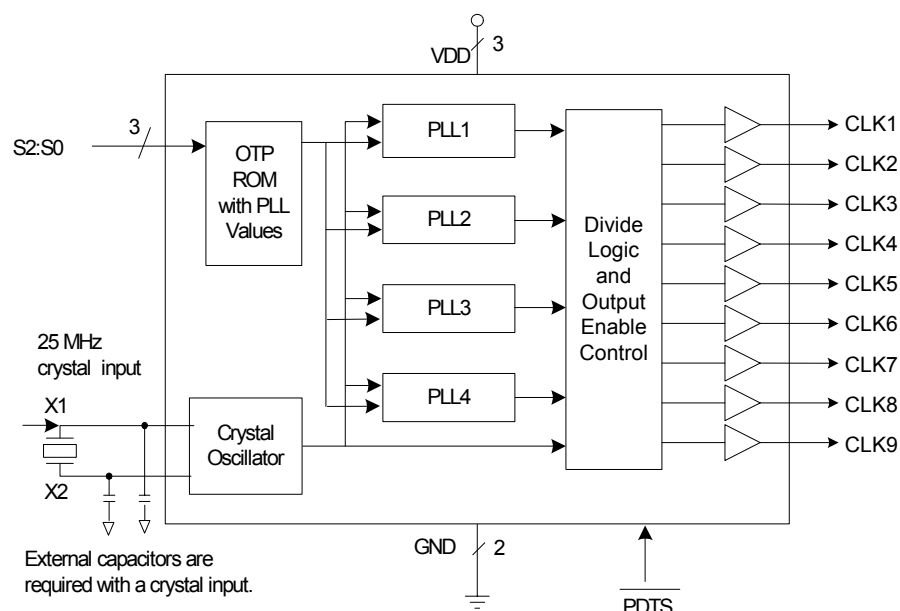 VDD
3
3
S2:S0
OTP
ROM
with PLL
Values
PLL1
PLL2
PLL3
PLL4
Divide
Logic
and
Output
Enable
Control
CLK1
CLK2
CLK3
CLK4
CLK5
CLK6
CLK7
CLK8
CLK9
25 MHz
crystal input
X1
X2
Crystal
Oscillator
External capacitors are
required with a crystal input.
GND
2
PDTS